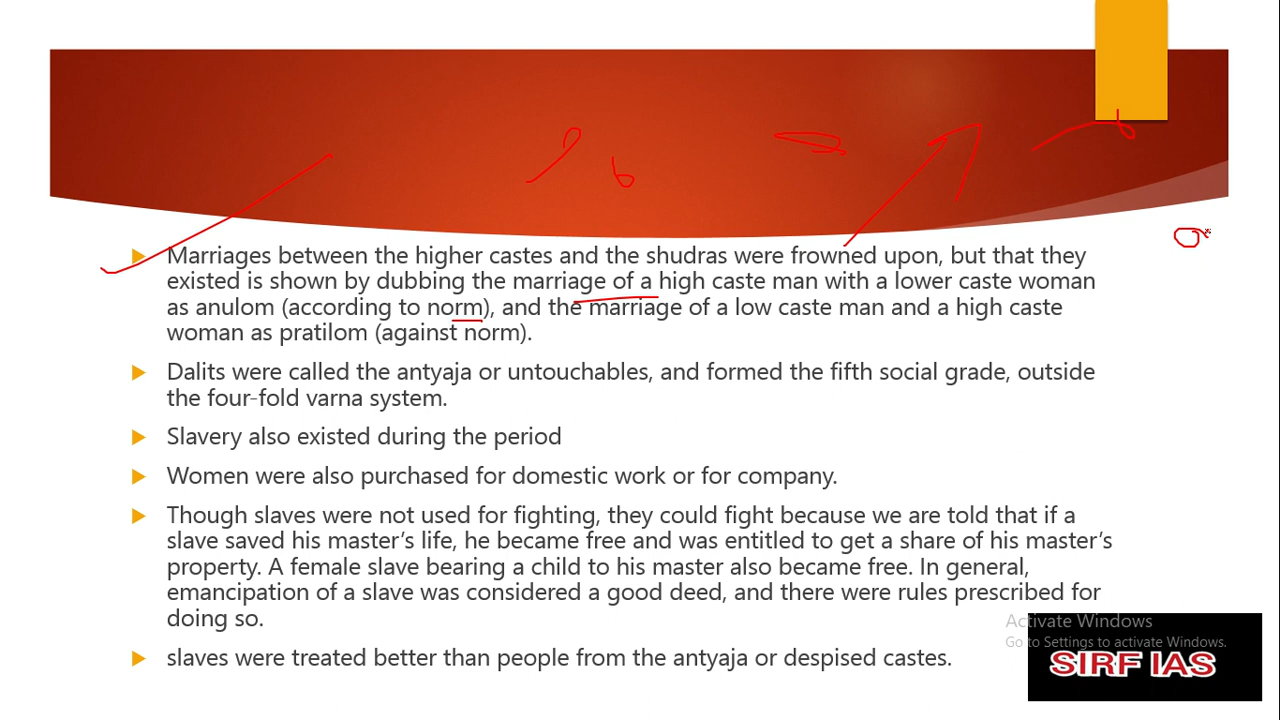 Marriages between the higher castes and the shudras were frowned upon, but that they
existed is shown by dubbing the marriage of a high caste man with a lower caste woman
as anulom (according to norm), and the marriage of a low caste man and a high caste
woman as pratilom (against norm).
Dalits were called the antyaja or untouchables, and formed the fifth social grade, outside
the four-fold varna system.
Slavery also existed during the period
Women were also purchased for domestic work or for company.
Though slaves were not used for fighting, they could fight because we are told that if a
slave saved his master's life, he became free and was entitled to get a share of his master's
property. A female slave bearing a child to his master also became free. In general,
emancipation of a slave was considered a good deed, and there were rules prescribed for
doing so.
slaves were treated better than people from the antyaja or despised castes.
Activate Windows
Go to Settings to activate Windows.
SIRF IAS